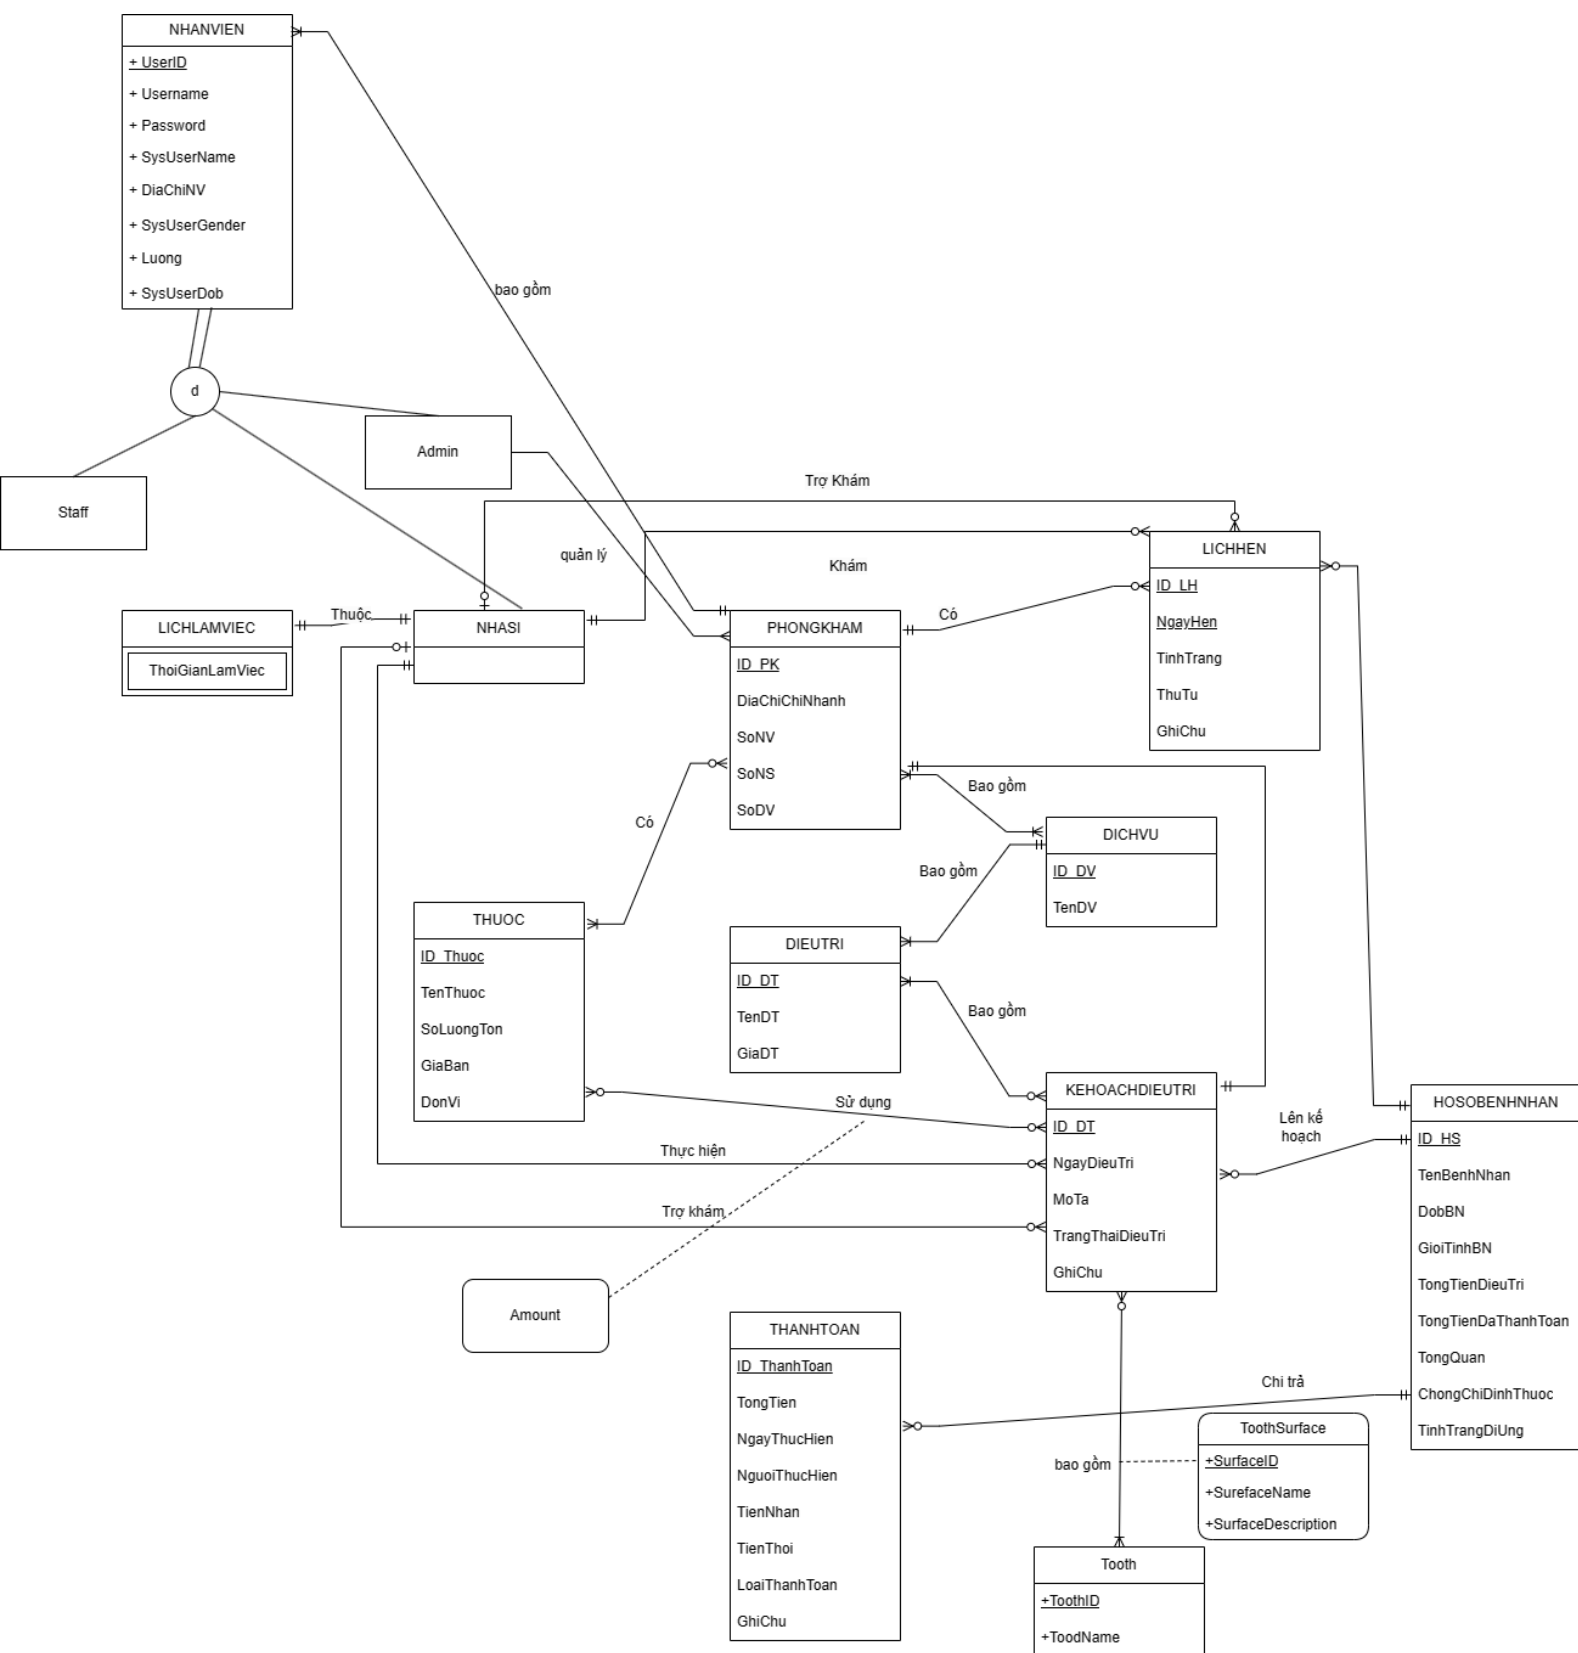 NHANVIEN
+ UserID
+ Username
+ Password
+ SysUserName
+ DiaChiNV
+ SysUserGender
+ Luong
+ SysUserDob
bao gồm
d
Admin
Staff
Trợ Khám
quản lý
Khám
LICHHEN
ID_LH
NgayHen
TinhTrang
ThuTu
GhiChu
LICHLAMVIEC
ThoiGianLamViec
Thuộc
NHASI
PHONGKHAM
ID_PK
DiaChiChiNhanh
SoNV
SoNS
SoDV
Có
Bao gồm
Có
DICHVU
ID_DV
TenDV
Bao gồm
THUOC
ID_Thuoc
TenThuoc
SoLuongTon
GiaBan
DonVi
DIEUTRI
ID_DT
TenDT
GiaDT
Bao gồm
KEHOACHDIEUTRI
ID_DT
NgayDieuTri
MoTa
TrangThaiDieuTri
GhiChu
Sử dụng
Thực hiện
Trợ khám
Lên kế
hoạch
HOSOBENHNHAN
ID_HS
TenBenhNhan
DobBN
GioiTinhBN
TongTienDieuTri
TongTienDaThanhToan
TongQuan
ChongChiDinhThuoc
TinhTrangDiUng
Amount
THANHTOAN
ID_ThanhToan
TongTien
NgayThucHien
NguoiThucHien
TienNhan
TienThoi
LoaiThanhToan
GhiChu
Chi trả
ToothSurface
+SurfaceID
+SurefaceName
+SurfaceDescription
bao gồm
Tooth
+ToothID
+ToodName